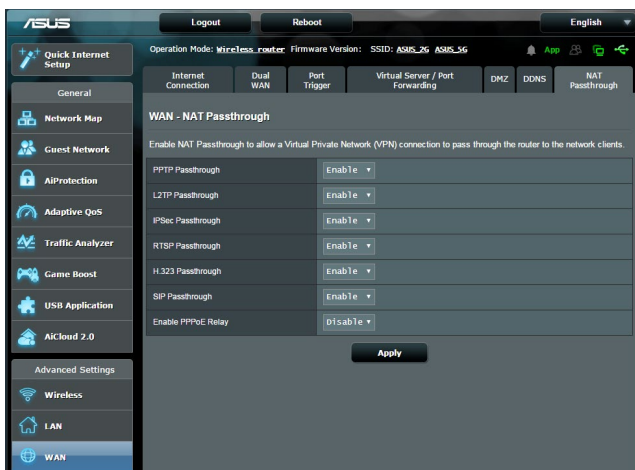 ASUS Logout Reboot English
Quick Internet Setup
Operation Mode: Wireless router Firmware Version: SSID: ASUS_2G ASUS_5G
App
Internet Connection
Dual WAN
Port Trigger
Virtual Server / Port Forwarding
DMZ
DDNS
NAT Passthrough
General
Network Map
Guest Network
AiProtection
Adaptive QoS
Traffic Analyzer
Game Boost
USB Application
AiCloud 2.0
Advanced Settings
Wireless
LAN
WAN
WAN - NAT Passthrough
Enable NAT Passthrough to allow a Virtual Private Network (VPN) connection to pass through the router to the network clients.
PPTP Passthrough Enable
L2TP Passthrough Enable
IPSec Passthrough Enable
RTSP Passthrough Enable
H.323 Passthrough Enable
SIP Passthrough Enable
Enable PPPoE Relay Disable
Apply